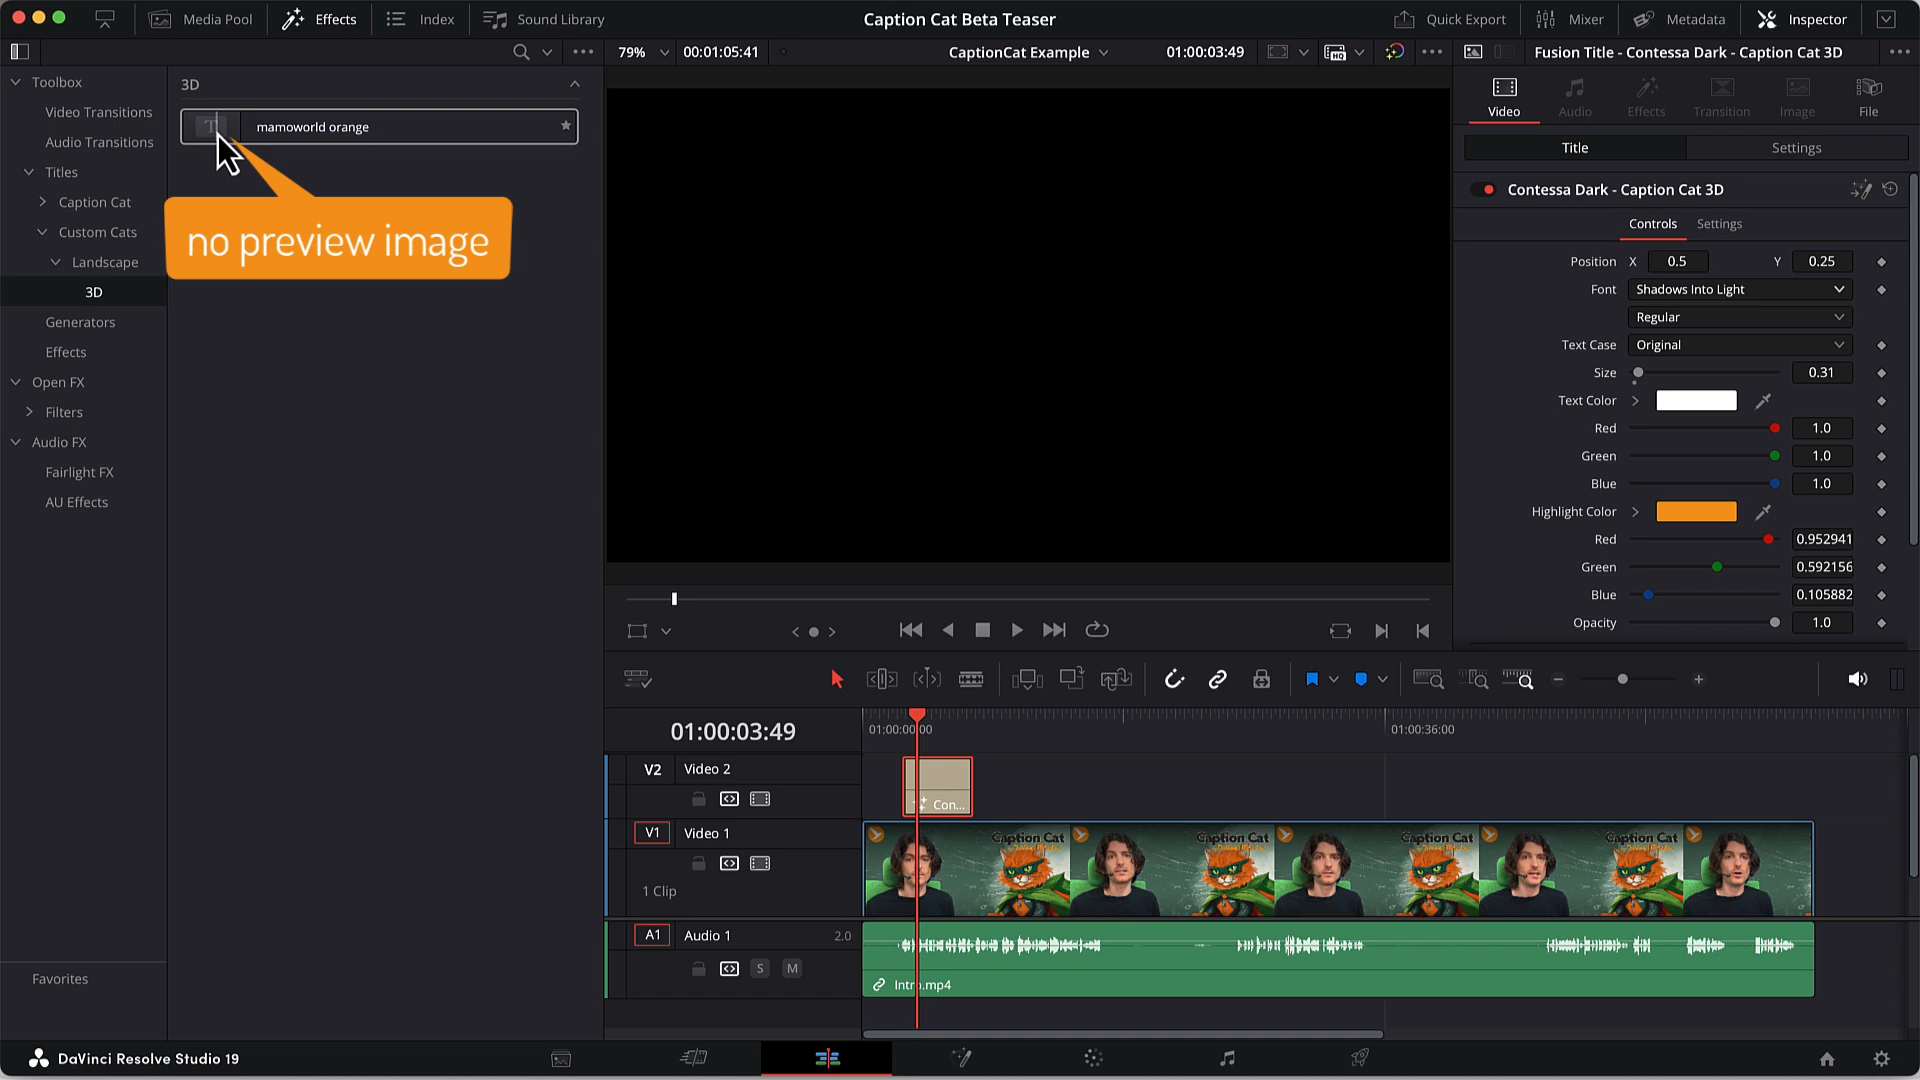 Media Pool
Effects
Index
Sound Library
Caption Cat Beta Teaser
Quick Export
Mixer
Metadata
Inspector
79%
00:01:05:41
CaptionCat Example
01:00:03:49
Fusion Title - Contessa Dark - Caption Cat 3D
Toolbox
Video Transitions
Audio Transitions
Titles
Caption Cat
Custom Cats
Landscape
3D
Generators
Effects
Open FX
Filters
Audio FX
Fairlight FX
AU Effects
Favorites
3D
mamoworld orange
no preview image
Video
Audio
Effects
Transition
Image
File
Title
Settings
Contessa Dark - Caption Cat 3D
Controls
Settings
Position X 0.5 Y 0.25
Font Shadows Into Light
Regular
Text Case Original
Size 0.31
Text Color
Red 1.0
Green 1.0
Blue 1.0
Highlight Color
Red 0.952941
Green 0.592156
Blue 0.105882
Opacity 1.0
01:00:03:49
01:00:00:00
01:00:36:00
V2 Video 2
Con...
V1 Video 1
1 Clip
Caption Cat
Caption Cat
Caption Cat
Caption Cat
A1 Audio 1 2.0
S M
Intro.mp4
DaVinci Resolve Studio 19